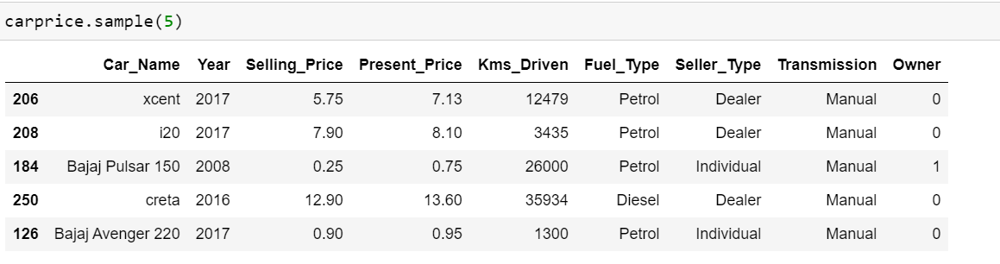 carprice.sample(5)
Car_Name Year Selling_Price Present_Price Kms_Driven Fuel_Type Seller_Type Transmission Owner
206 xcent 2017 5.75 7.13 12479 Petrol Dealer Manual 0
208 i20 2017 7.90 8.10 3435 Petrol Dealer Manual 0
184 Bajaj Pulsar 150 2008 0.25 0.75 26000 Petrol Individual Manual 1
250 creta 2016 12.90 13.60 35934 Diesel Dealer Manual 0
126 Bajaj Avenger 220 2017 0.90 0.95 1300 Petrol Individual Manual 0